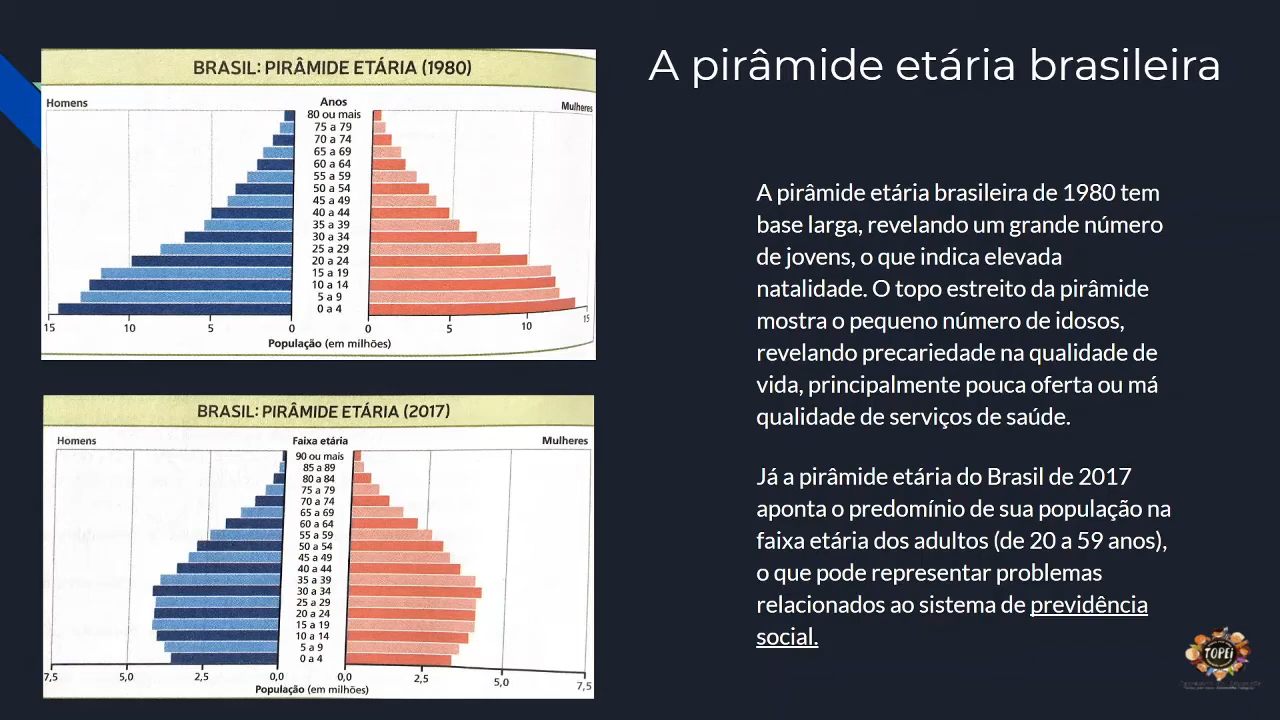 A pirâmide etária brasileira
BRASIL: PIRÂMIDE ETÁRIA (1980)
Homens
Anos
Mulheres
80 ou mais
75 a 79
70 a 74
65 a 69
60 a 64
55 a 59
50 a 54
45 a 49
40 a 44
35 a 39
30 a 34
25 a 29
20 a 24
15 a 19
10 a 14
5 a 9
0 a 4
15 10 5 0 0 5 10 15
População (em milhões)
BRASIL: PIRÂMIDE ETÁRIA (2017)
Homens
Faixa etária
Mulheres
90 ou mais
85 a 89
80 a 84
75 a 79
70 a 74
65 a 69
60 a 64
55 a 59
50 a 54
45 a 49
40 a 44
35 a 39
30 a 34
25 a 29
20 a 24
15 a 19
10 a 14
5 a 9
0 a 4
7,5 5,0 2,5 0,0 0,0 2,5 5,0 7,5
População (em milhões)
A pirâmide etária brasileira de 1980 tem
base larga, revelando um grande número
de jovens, o que indica elevada
natalidade. O topo estreito da pirâmide
mostra o pequeno número de idosos,
revelando precariedade na qualidade de
vida, principalmente pouca oferta ou má
qualidade de serviços de saúde.
Já a pirâmide etária do Brasil de 2017
aponta o predomínio de sua população na
faixa etária dos adultos (de 20 a 59 anos),
o que pode representar problemas
relacionados ao sistema de previdência
social.
TOPEi